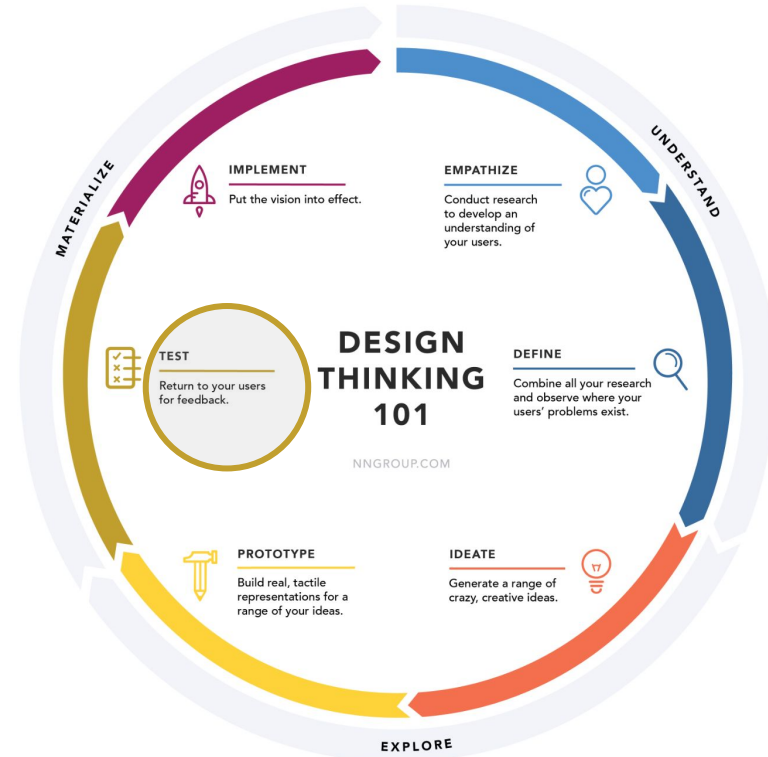 UNDERSTAND
EMPATHIZE
Conduct research
to develop an
understanding of
your users.
DEFINE
Combine all your research
and observe where your
users' problems exist.
EXPLORE
IDEATE
Generate a range of
crazy, creative ideas.
PROTOTYPE
Build real, tactile
representations for a
range of your ideas.
MATERIALIZE
TEST
Return to your users
for feedback.
IMPLEMENT
Put the vision into effect.
DESIGN
THINKING
101
NNGROUP.COM